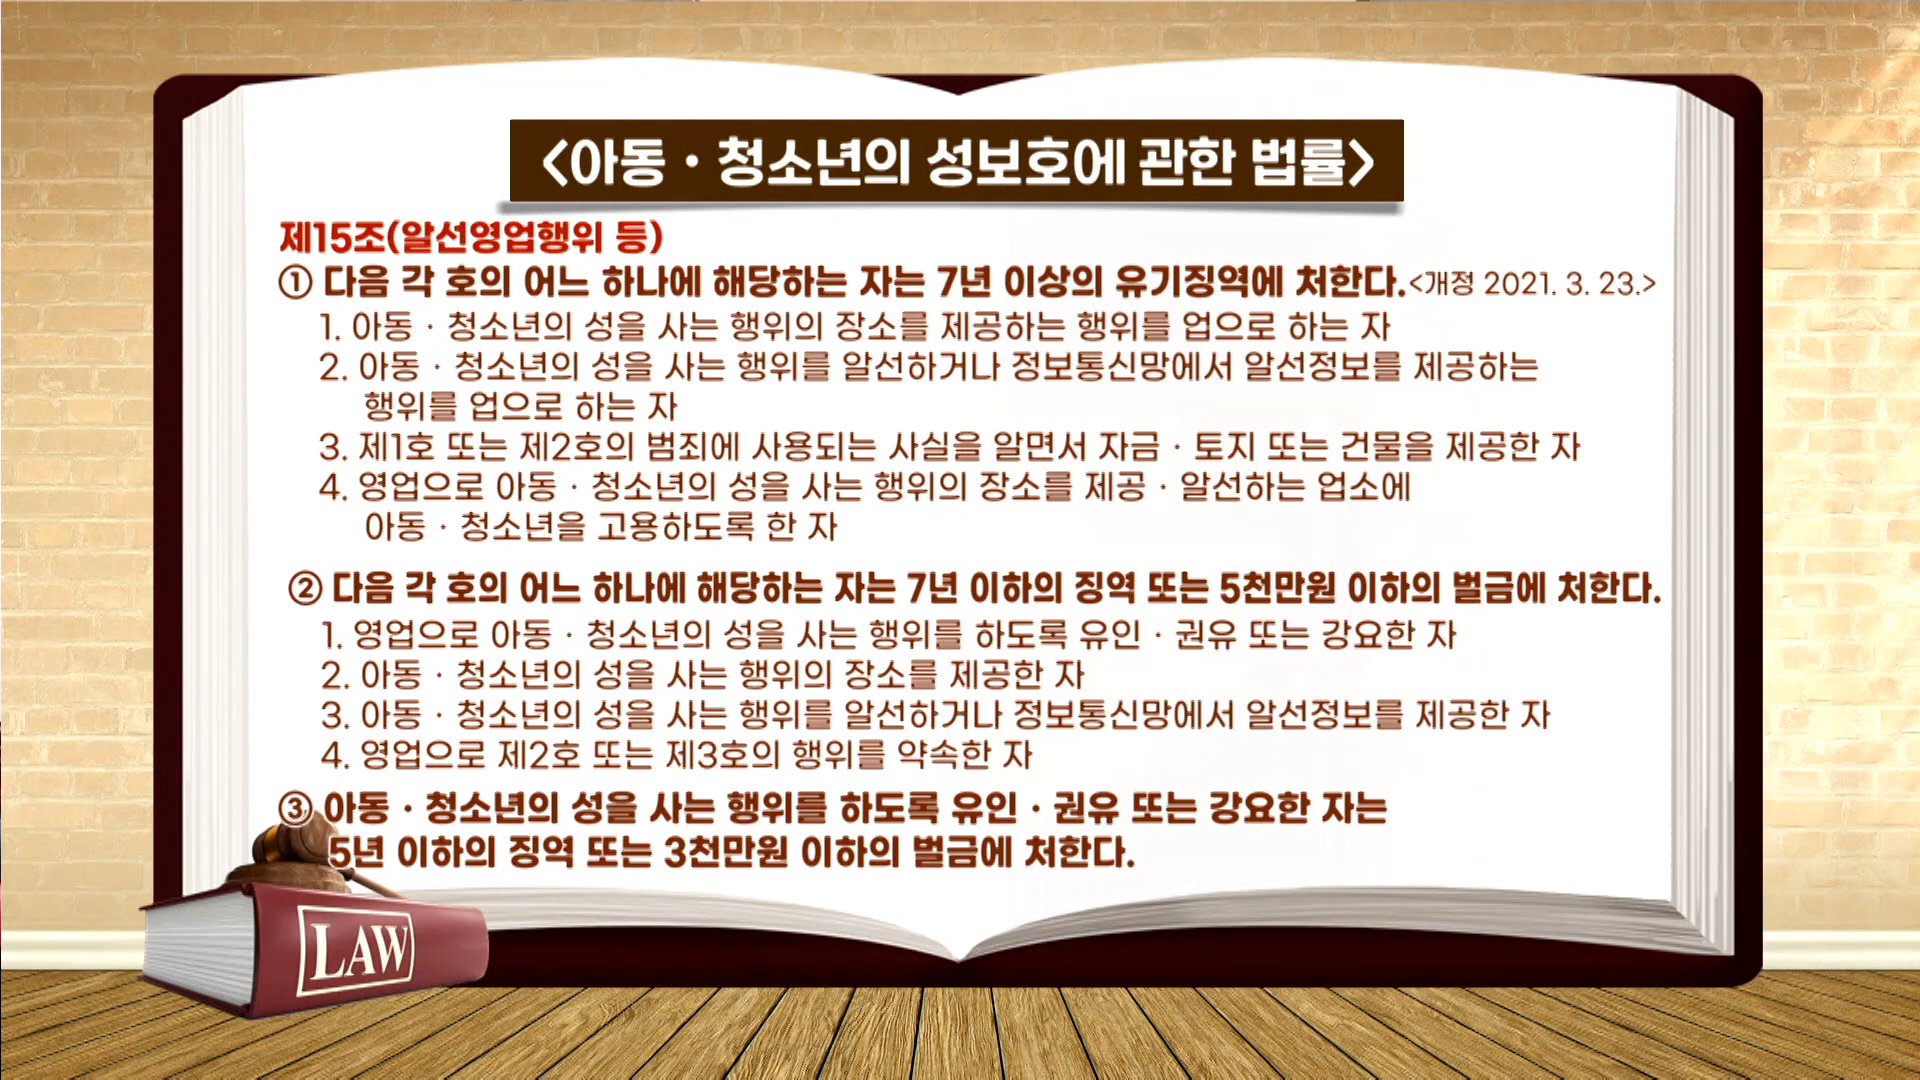 <아동·청소년의 성보호에 관한 법률>
제15조(알선영업행위 등)
① 다음 각 호의 어느 하나에 해당하는 자는 7년 이상의 유기징역에 처한다.<개정 2021. 3. 23.>
1. 아동·청소년의 성을 사는 행위의 장소를 제공하는 행위를 업으로 하는 자
2. 아동·청소년의 성을 사는 행위를 알선하거나 정보통신망에서 알선정보를 제공하는
행위를 업으로 하는 자
3. 제1호 또는 제2호의 범죄에 사용되는 사실을 알면서 자금·토지 또는 건물을 제공한 자
4. 영업으로 아동·청소년의 성을 사는 행위의 장소를 제공·알선하는 업소에
아동·청소년을 고용하도록 한 자
② 다음 각 호의 어느 하나에 해당하는 자는 7년 이하의 징역 또는 5천만원 이하의 벌금에 처한다.
1. 영업으로 아동·청소년의 성을 사는 행위를 하도록 유인·권유 또는 강요한 자
2. 아동·청소년의 성을 사는 행위의 장소를 제공한 자
3. 아동·청소년의 성을 사는 행위를 알선하거나 정보통신망에서 알선정보를 제공한 자
4. 영업으로 제2호 또는 제3호의 행위를 약속한 자
③ 아동·청소년의 성을 사는 행위를 하도록 유인·권유 또는 강요한 자는
5년 이하의 징역 또는 3천만원 이하의 벌금에 처한다.
LAW